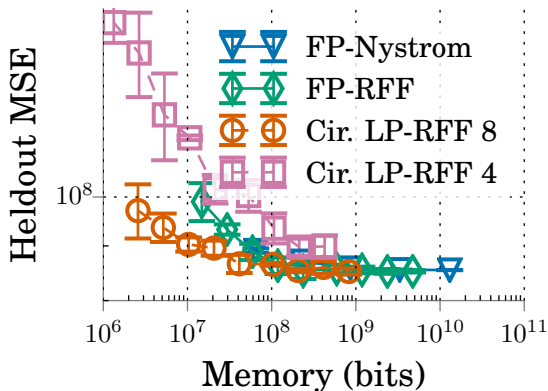 FP-Nystrom
FP-RFF
Cir. LP-RFF 8
Cir. LP-RFF 4
Heldout MSE
10^8
10^6 10^7 10^8 10^9 10^10 10^11
Memory (bits)